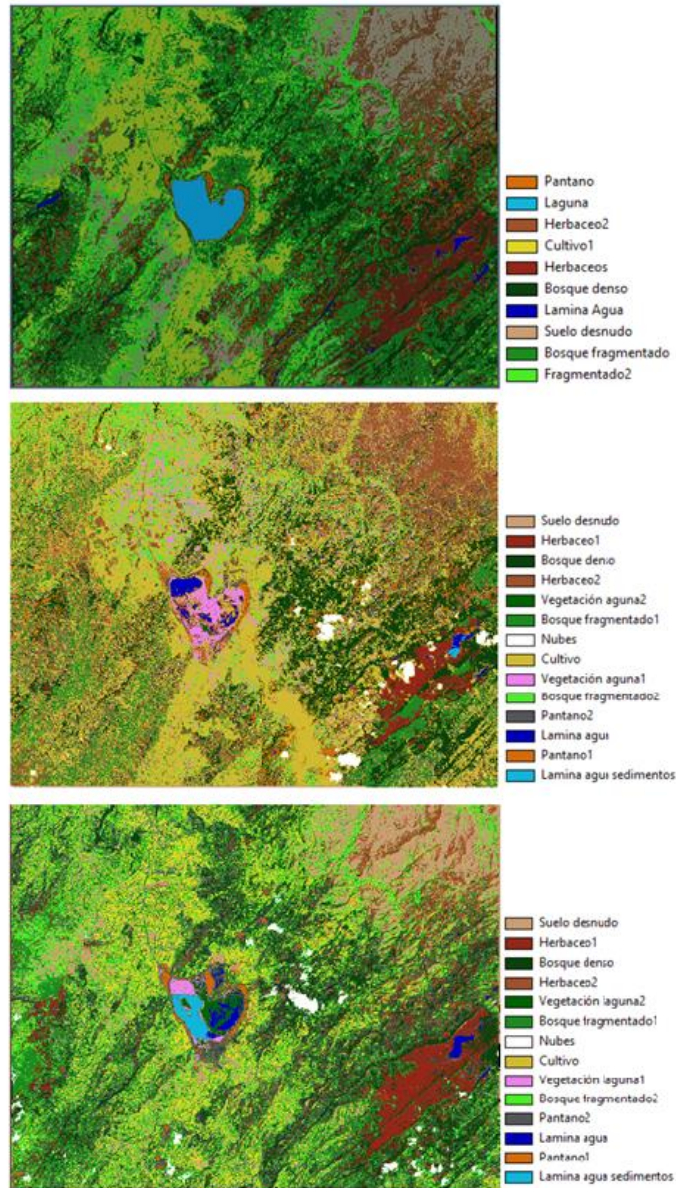 Pantano
Laguna
Herbaceo2
Cultivo1
Herbaceos
Bosque denso
Lamina Agua
Suelo desnudo
Bosque fragmentado
Fragmentado2
Suelo desnudo
Herbaceo1
Bosque denso
Herbaceo2
Vegetación aguna2
Bosque fragmentado1
Nubes
Cultivo
Vegetación aguna1
Bosque fragmentado2
Pantano2
Lamina agui
Pantano1
Lamina agui sedimentos
Suelo desnudo
Herbaceo1
Bosque denso
Herbaceo2
Vegetación laguna2
Bosque fragmentado1
Nubes
Cultivo
Vegetación laguna1
Bosque fragmentado2
Pantano2
Lamina agua
Pantano1
Lamina agua sedimentos